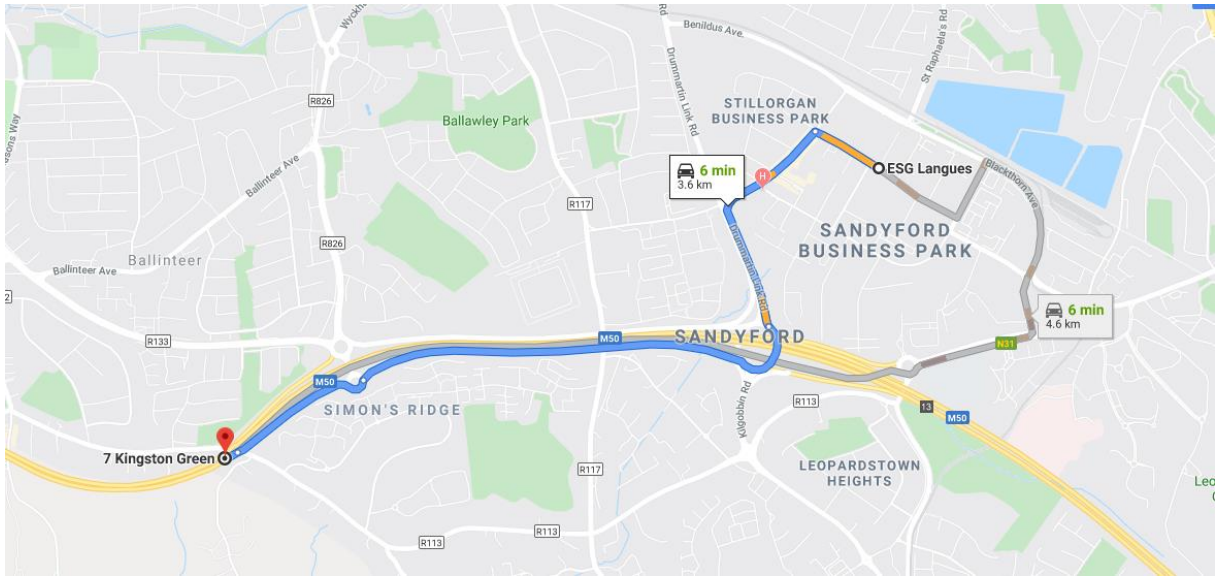 Benildus Ave.
St Raphaela's Rd
Drummartin Link Rd
R826
STILLORGAN
BUSINESS PARK
Ballawley Park
Ballinteer Ave
6 min
3.6 km
H
ESG Langues
Blackthorn Ave
R117
SANDYFORD
BUSINESS PARK
R826
Ballinteer
Ballinteer Ave
Drummartin Link Rd
6 min
4.6 km
R133
M50
SANDYFORD
N31
M50
SIMON'S RIDGE
Kilgobbin Rd
R113
13
M50
7 Kingston Green
R117
LEOPARDSTOWN
HEIGHTS
R113
R113